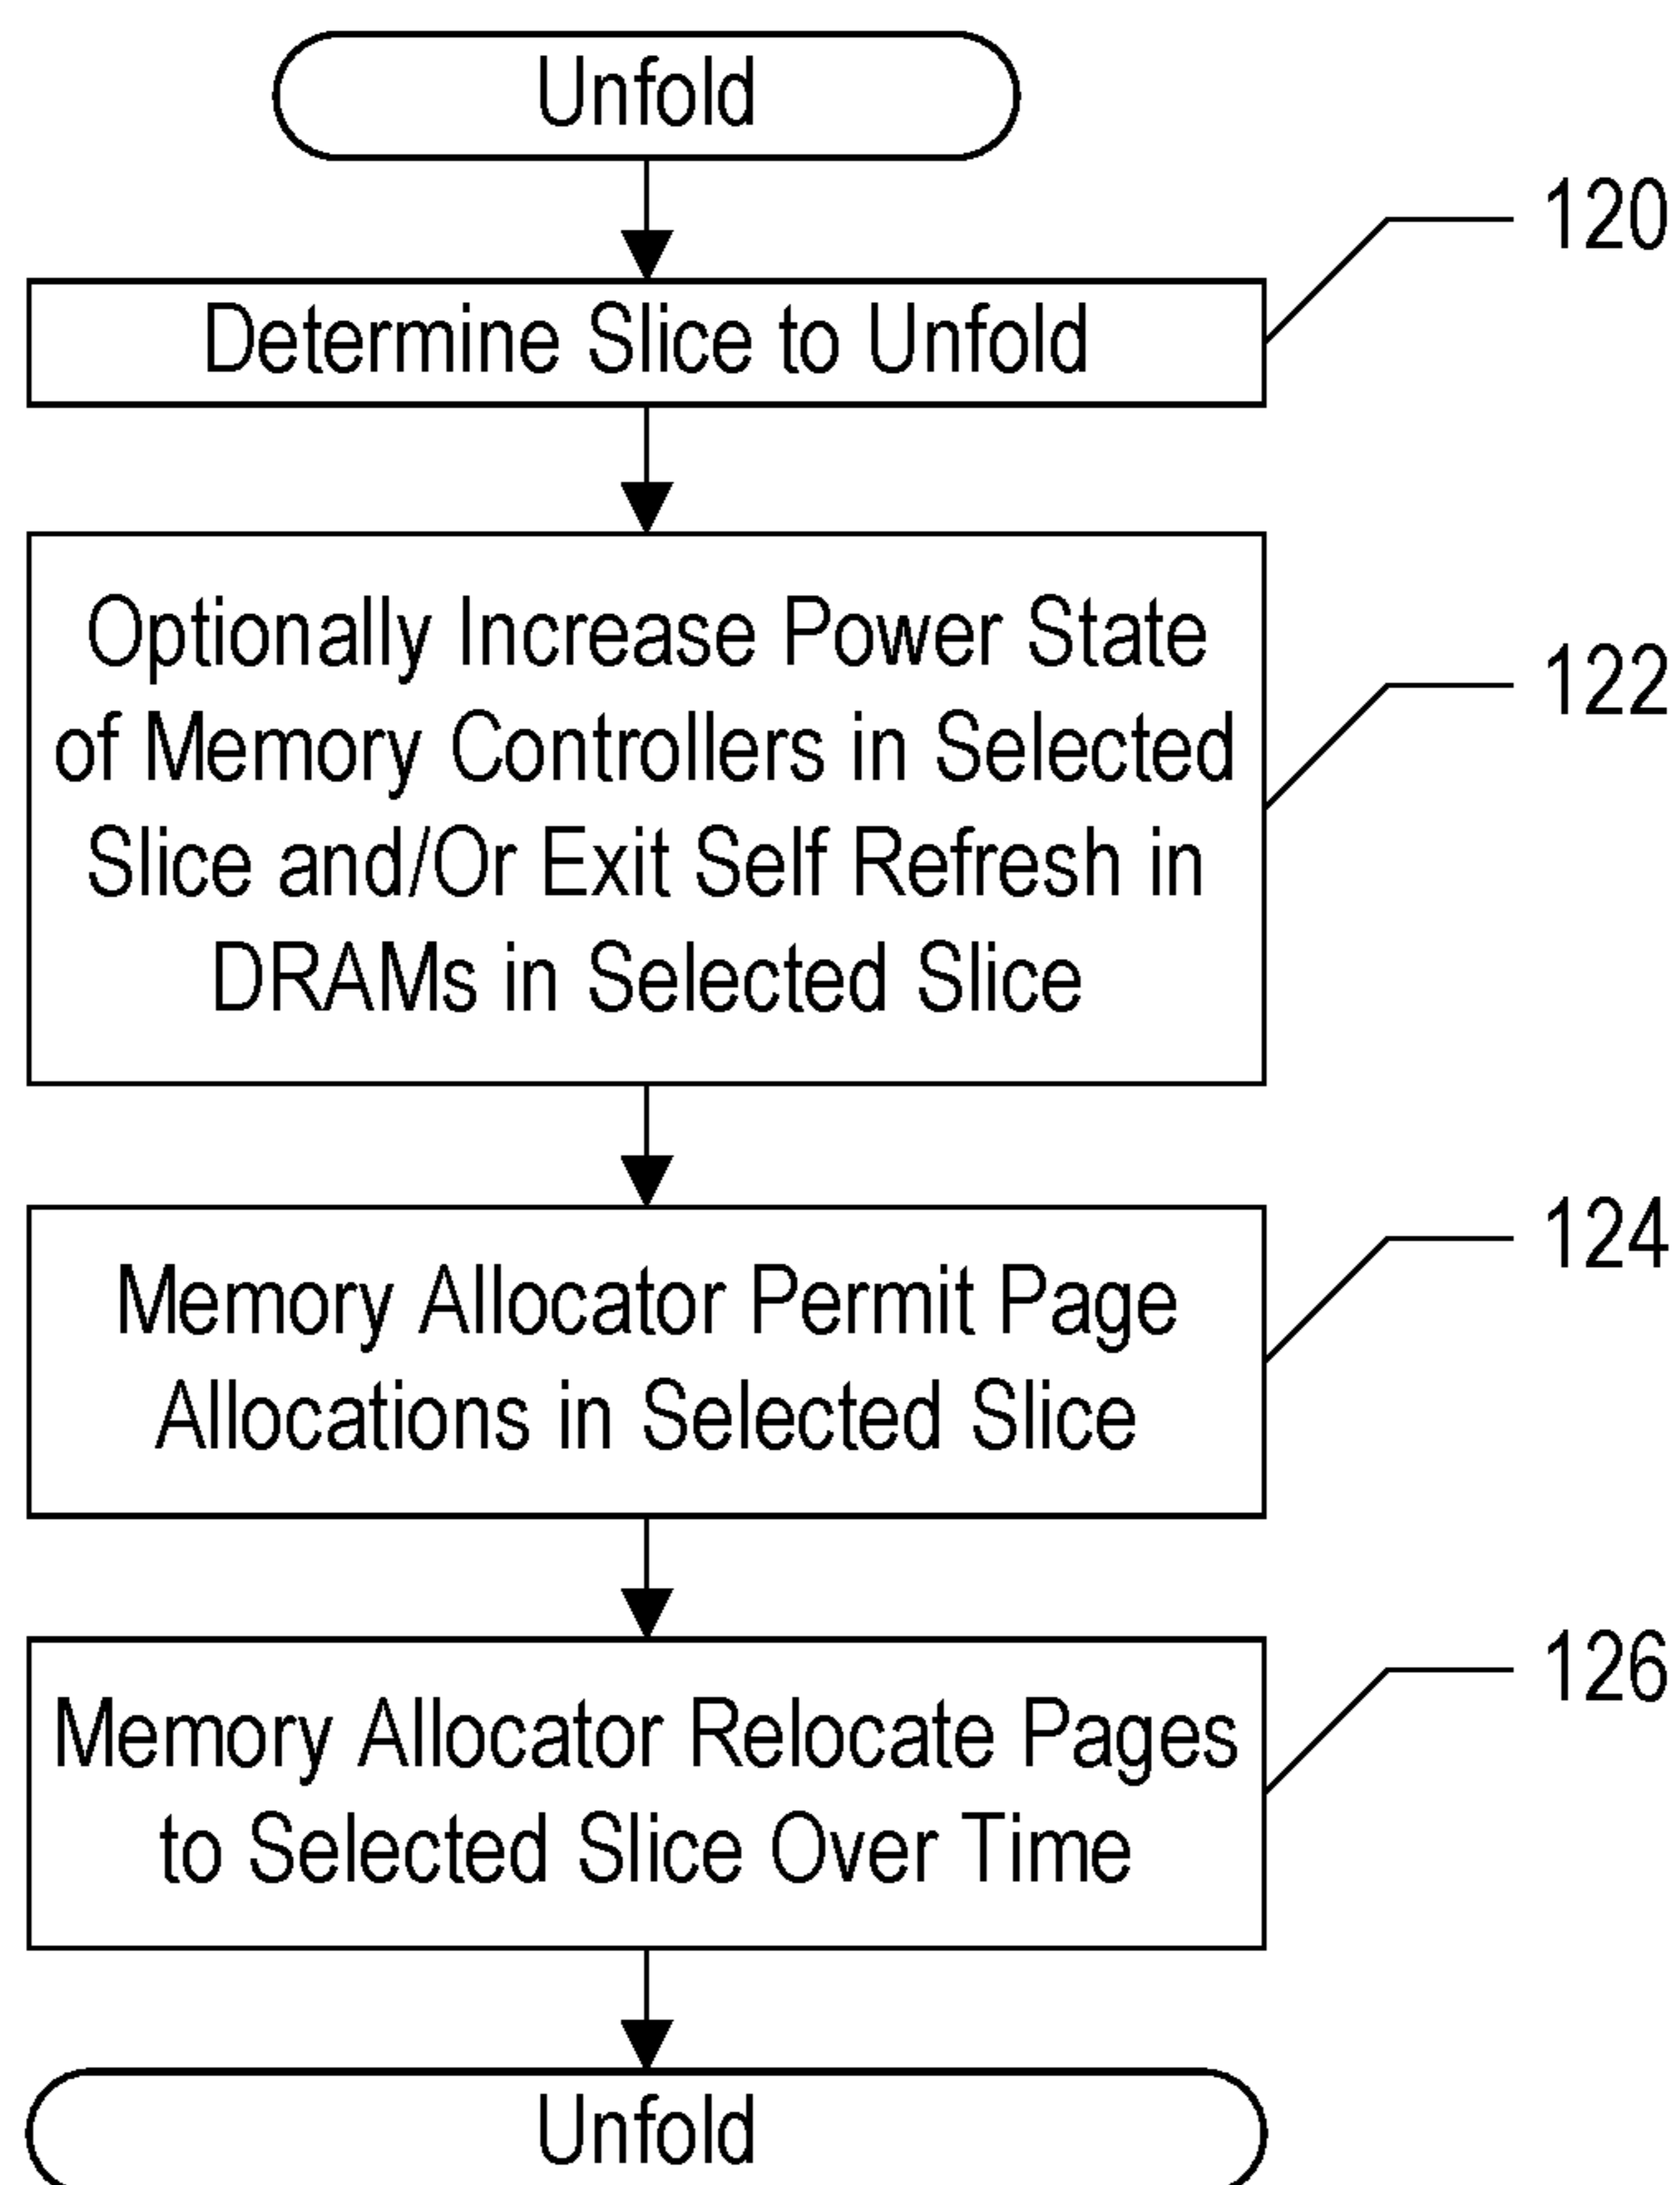 Unfold
120
Determine Slice to Unfold
Optionally Increase Power State
of Memory Controllers in Selected
Slice and/Or Exit Self Refresh in
DRAMs in Selected Slice
122
Memory Allocator Permit Page
Allocations in Selected Slice
124
Memory Allocator Relocate Pages
to Selected Slice Over Time
126
Unfold